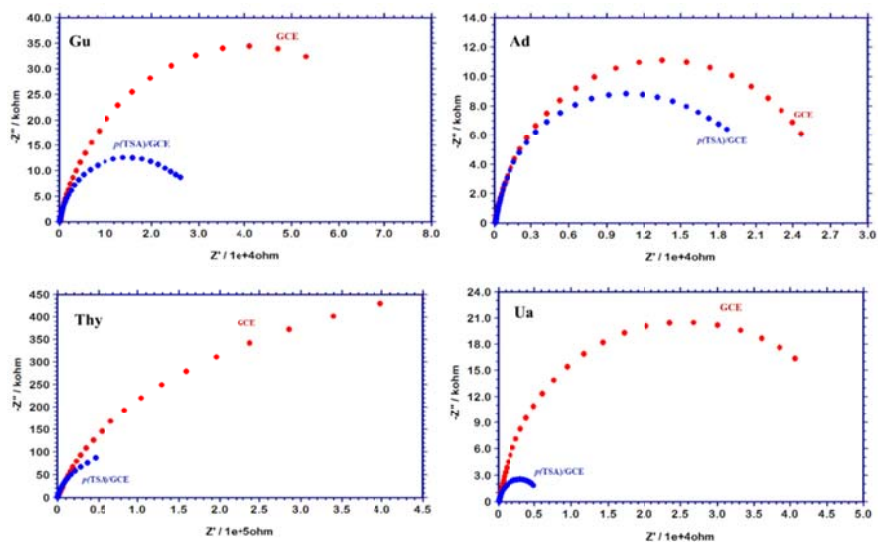 Gu
GCE
p(TSA)/GCE
-Z" / kohm
40.0
35.0
30.0
25.0
20.0
15.0
10.0
5.0
0.0
0 1.0 2.0 3.0 4.0 5.0 6.0 7.0 8.0
Z' / 1e+4ohm
Ad
GCE
p(TSA)/GCE
-Z" / kohm
14.0
12.0
10.0
8.0
6.0
4.0
2.0
0
0 0.3 0.6 0.9 1.2 1.5 1.8 2.1 2.4 2.7 3.0
Z' / 1e+4ohm
Thy
GCE
p(TSA)/GCE
-Z" / kohm
450
400
350
300
250
200
150
100
50
0
0 0.5 1.0 1.5 2.0 2.5 3.0 3.5 4.0 4.5
Z' / 1e+5ohm
Ua
GCE
p(TSA)/GCE
-Z" / kohm
24.0
21.0
18.0
15.0
12.0
9.0
6.0
3.0
0
0 0.5 1.0 1.5 2.0 2.5 3.0 3.5 4.0 4.5 5.0
Z' / 1e+4ohm